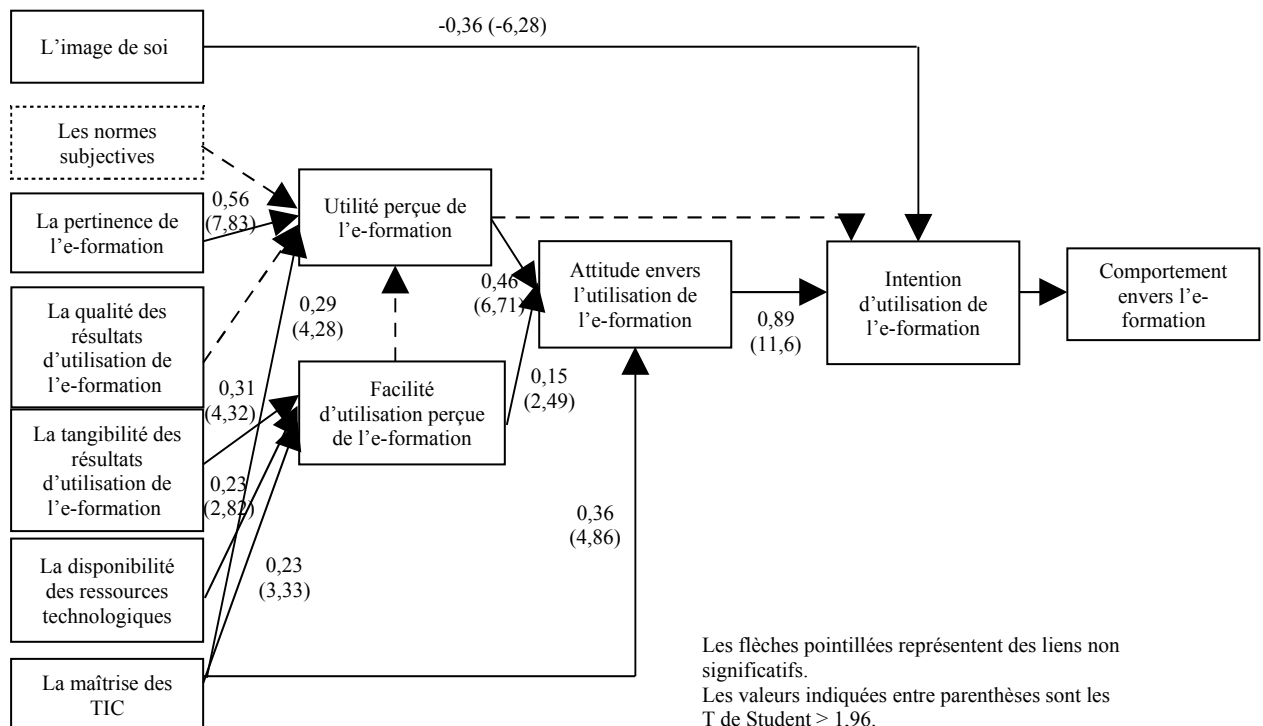 -0,36 (-6,28)
L’image de soi
Les normes
subjectives
0,56
(7,83)
La pertinence de
l’e-formation
Utilité perçue de
l’e-formation
Attitude envers
l’utilisation de
l’e-formation
Intention
d’utilisation de
l’e-formation
Comportement
envers l’e-
formation
0,46
(6,71)
0,89
(11,6)
La qualité des
résultats
d’utilisation de
l’e-formation
0,29
(4,28)
0,31
(4,32)
Facilité
d’utilisation perçue
de l’e-formation
0,15
(2,49)
La tangibilité des
résultats
d’utilisation de
l’e-formation
0,23
(2,82)
0,36
(4,86)
La disponibilité
des ressources
technologiques
0,23
(3,33)
La maîtrise des
TIC
Les flèches pointillées représentent des liens non
significatifs.
Les valeurs indiquées entre parenthèses sont les
T de Student > 1,96.